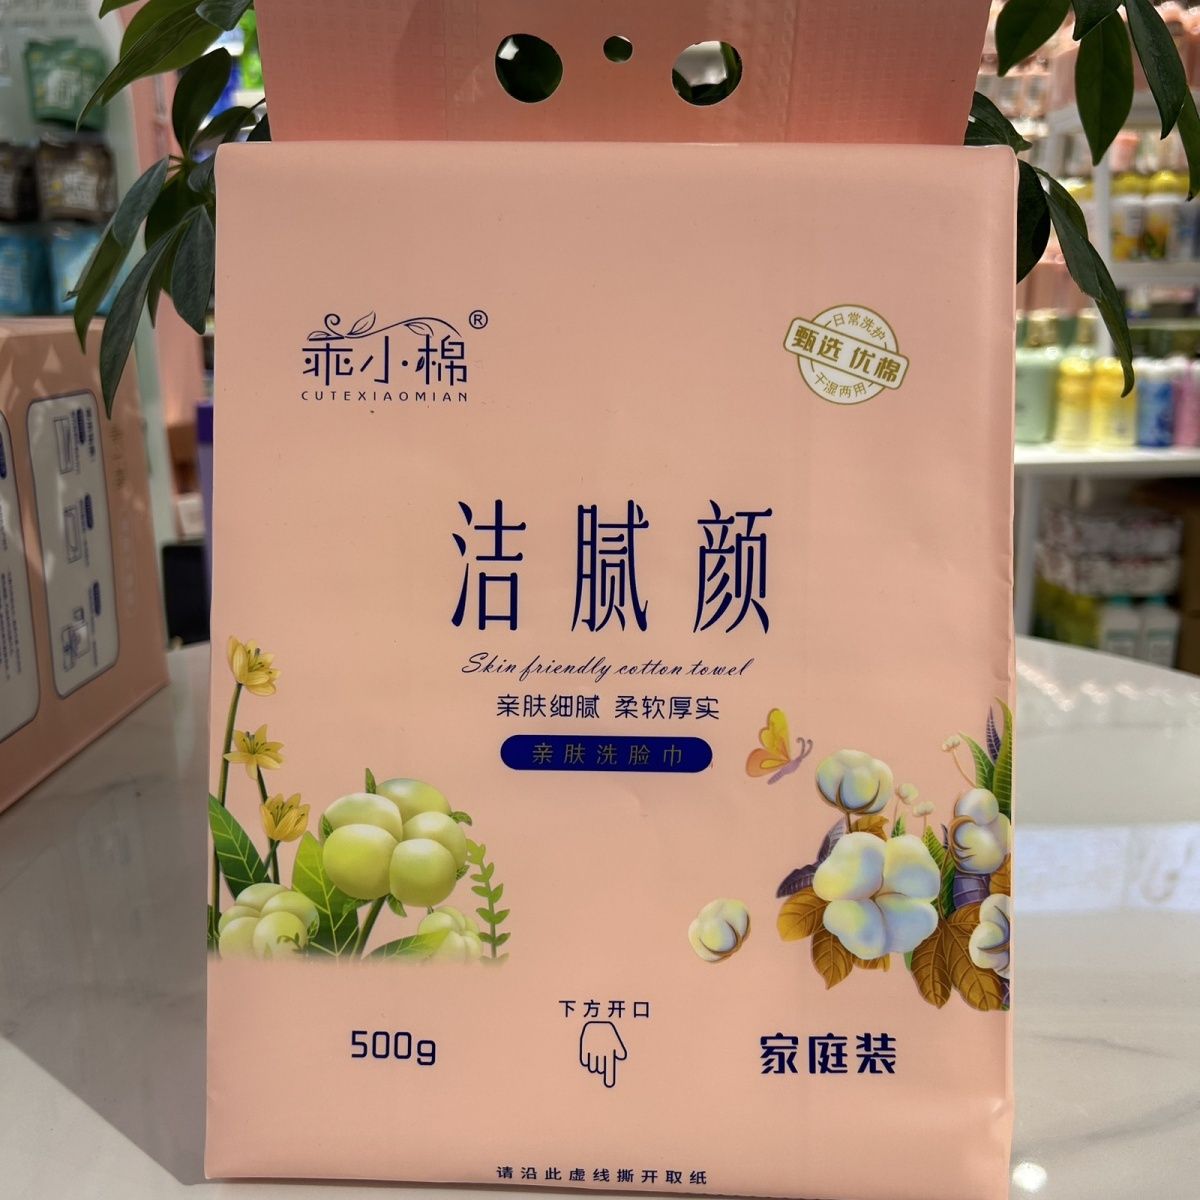 乖小棉®
CUTEXIAOMIAN
日常洗护
甄选 优棉
干湿两用
洁腻颜
Skin friendly cotton towel
亲肤细腻 柔软厚实
亲肤洗脸巾
下方开口
500g
家庭装
请沿此虚线撕开取纸